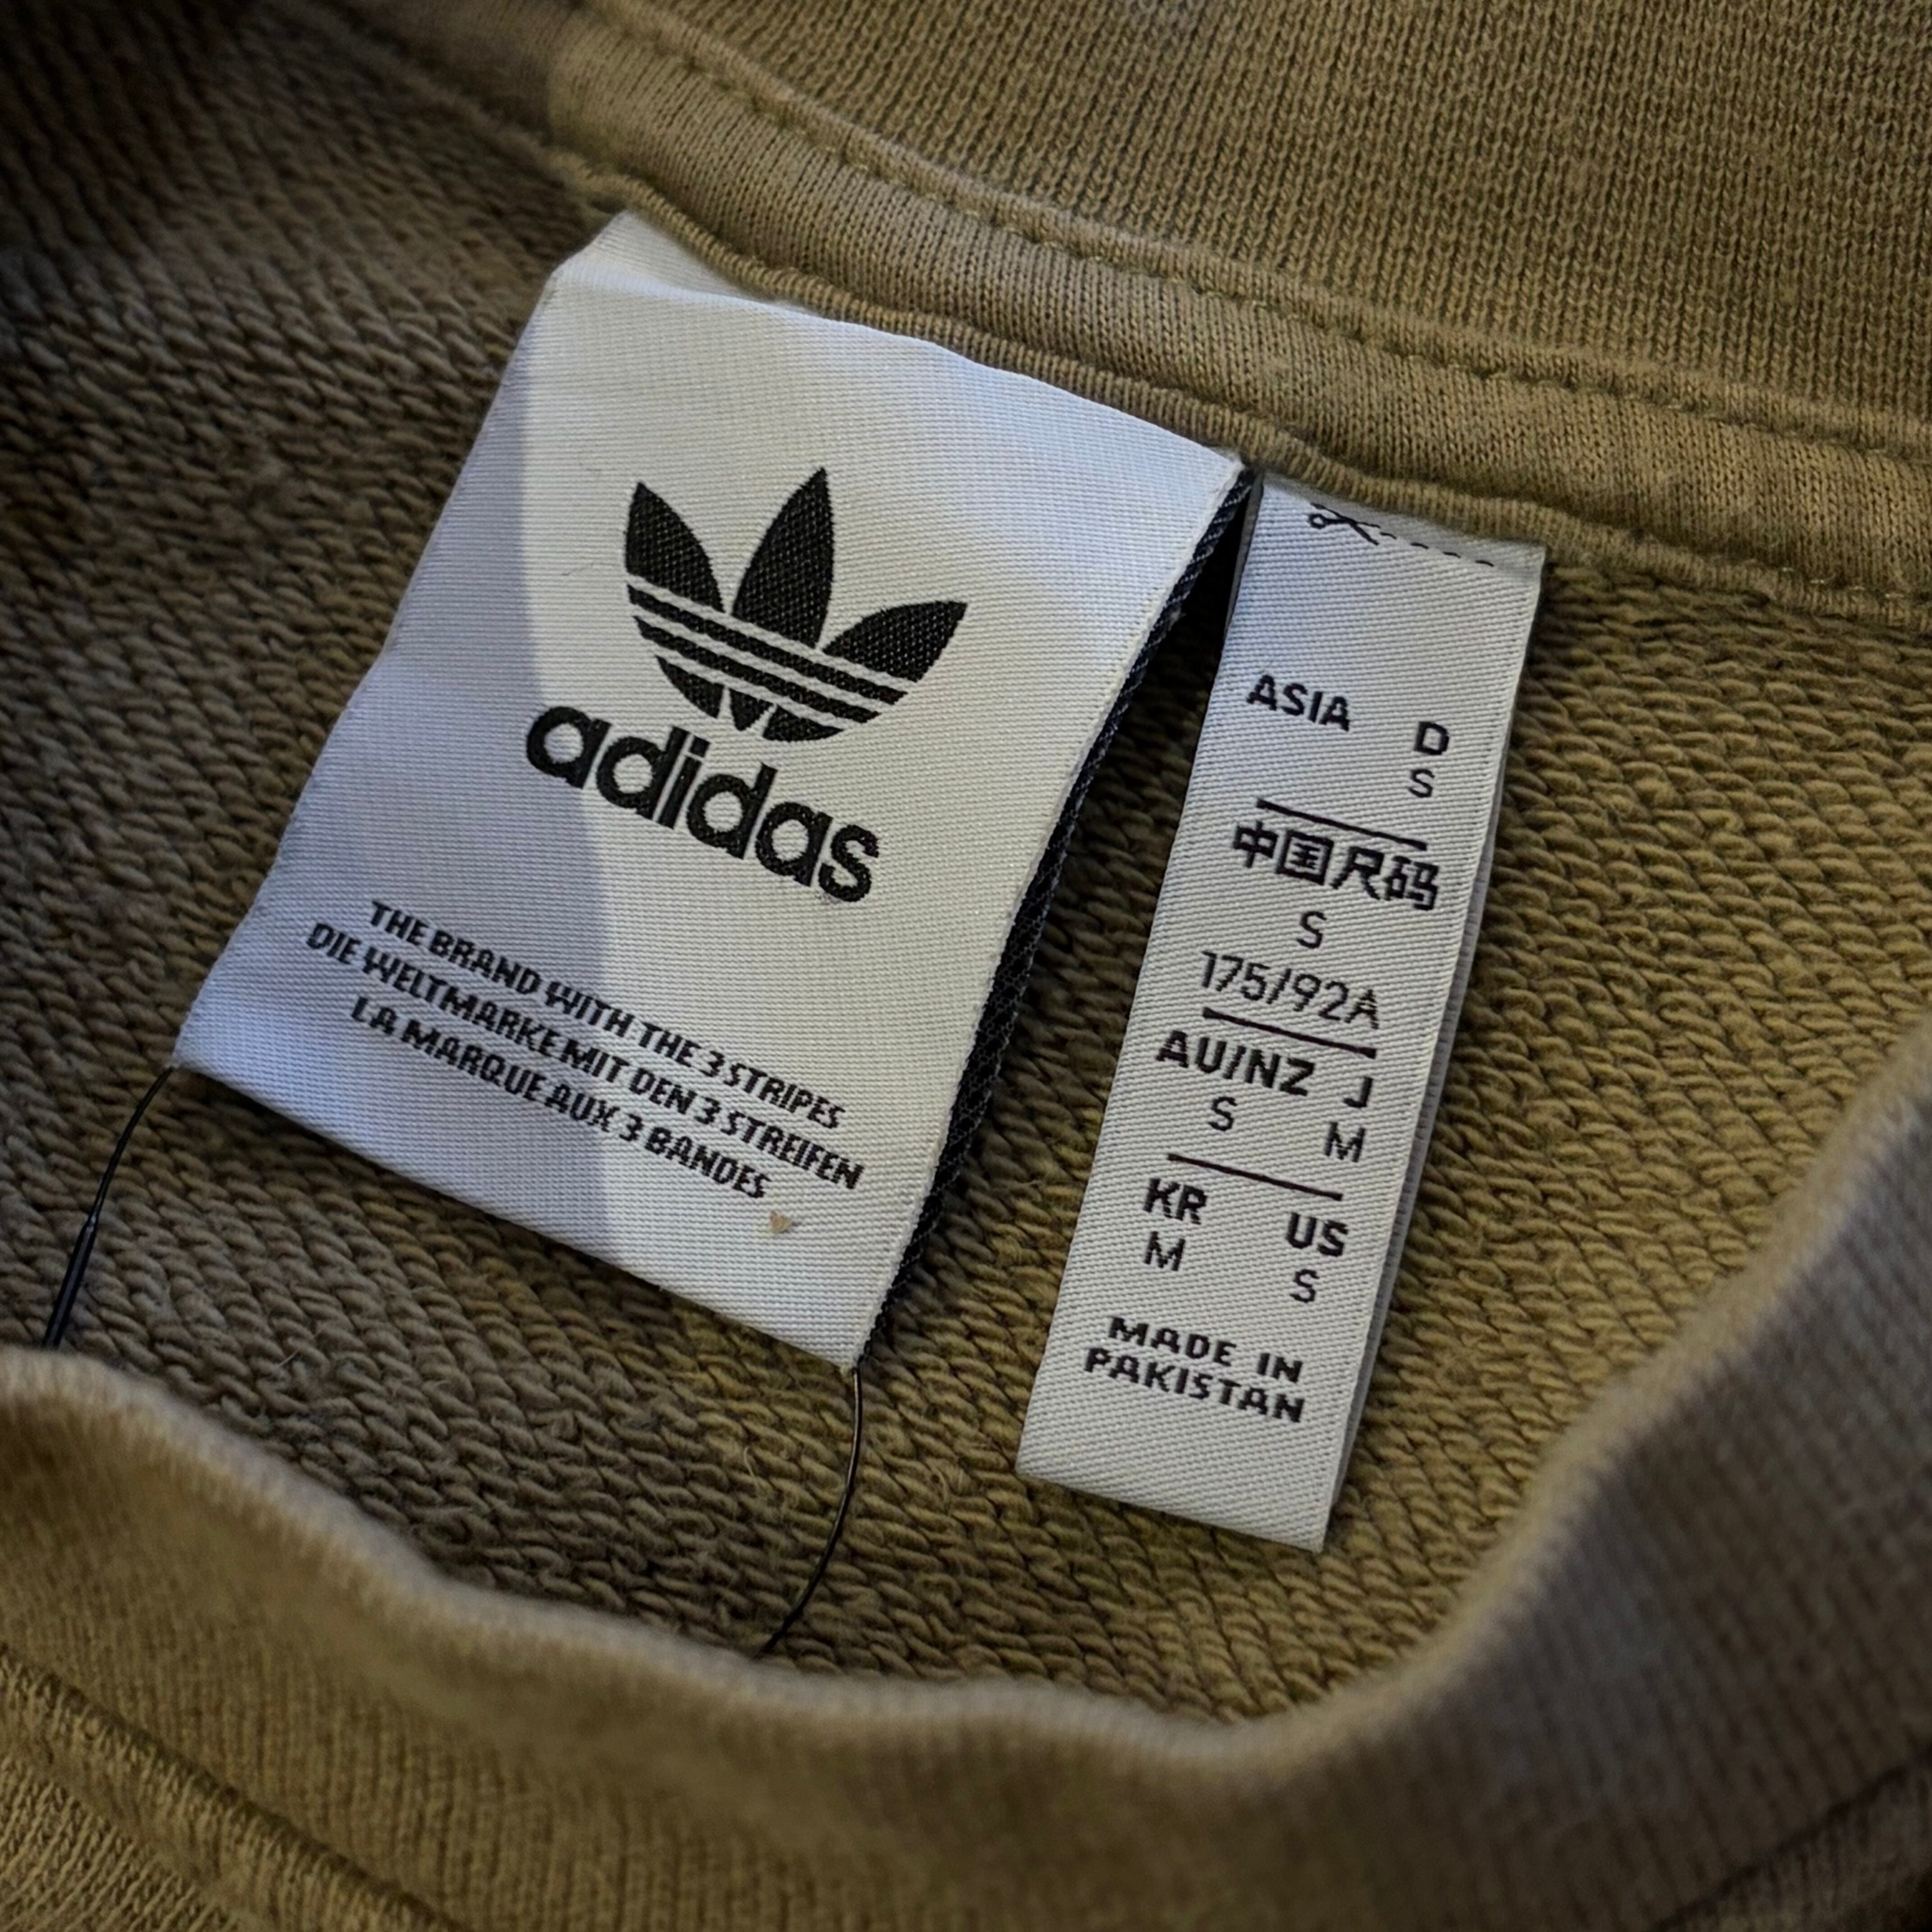 adidas
THE BRAND WITH THE 3 STRIPES
DIE WELTMARKE MIT DEN 3 STREIFEN
LA MARQUE AUX 3 BANDES
ASIA D
S
中国尺码
S
175/92A
AU/NZ J
S M
KR US
M S
MADE IN
PAKISTAN